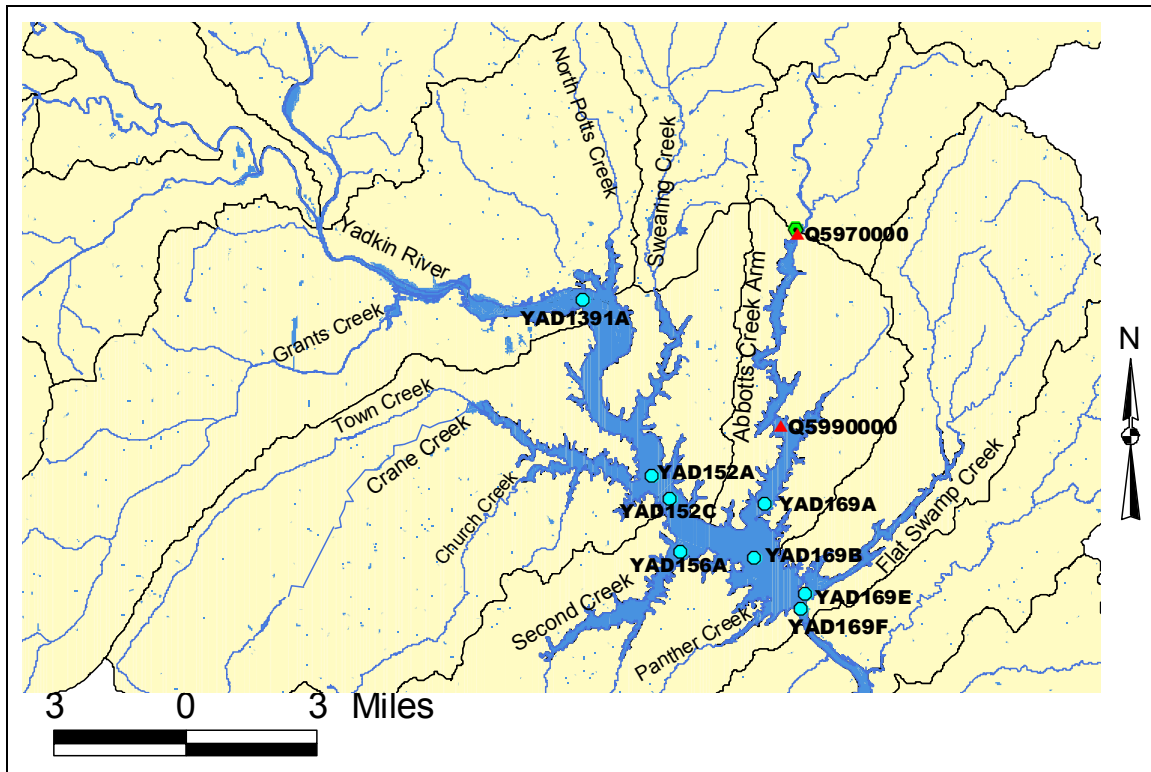 North Potts Creek
Swearing Creek
Q5970000
Yadkin River
Abbotts Creek Arm
YAD1391A
Grants Creek
N
Town Creek
Q5990000
Crane Creek
YAD152A
Flat Swamp Creek
Church Creek
YAD152C
YAD169A
YAD156A
YAD169B
Second Creek
YAD169E
Panther Creek
YAD169F
3 0 3 Miles